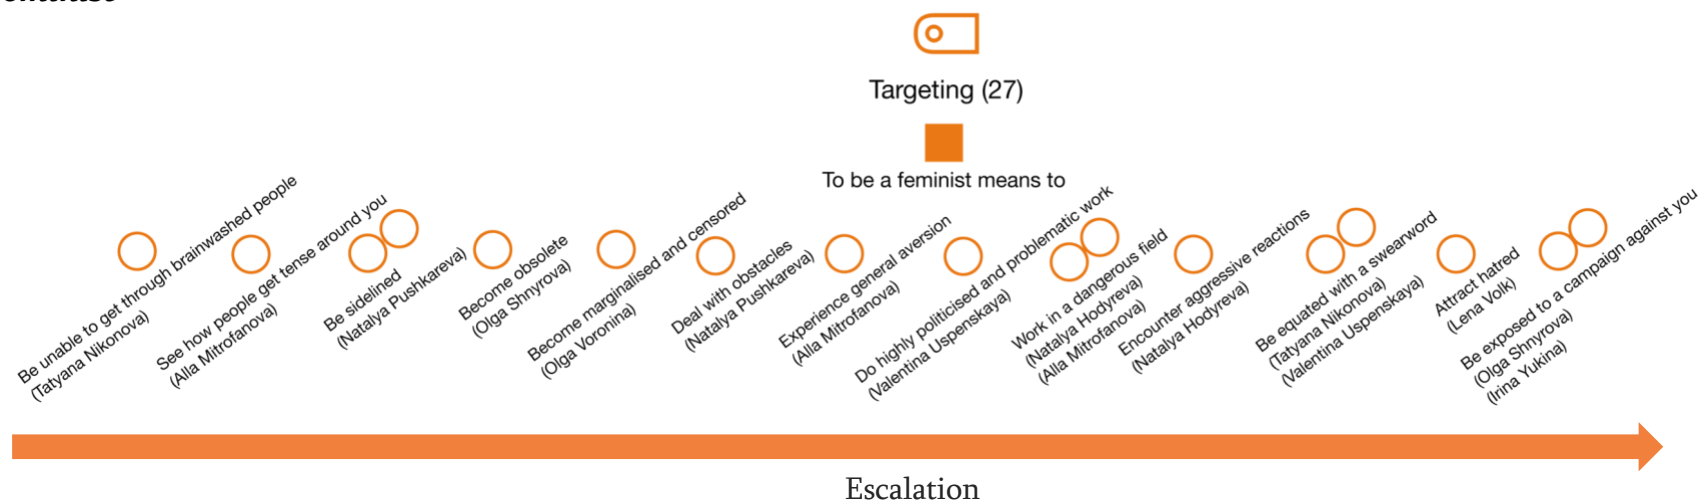 Targeting (27)
To be a feminist means to
Be unable to get through brainwashed people
(Tatyana Nikonova)
See how people get tense around you
(Alla Mitrofanova)
Be sidelined
(Natalya Pushkareva)
Become obsolete
(Olga Shnyrova)
Become marginalised and censored
(Olga Voronina)
Deal with obstacles
(Natalya Pushkareva)
Experience general aversion
(Alla Mitrofanova)
Do highly politicised and problematic work
(Valentina Uspenskaya)
Work in a dangerous field
(Natalya Hodyreva)
(Alla Mitrofanova)
Encounter aggressive reactions
(Natalya Hodyreva)
Be equated with a swearword
(Tatyana Nikonova)
(Valentina Uspenskaya)
Attract hatred
(Lena Volk)
Be exposed to a campaign against you
(Olga Shnyrova)
(Irina Yukina)
Escalation